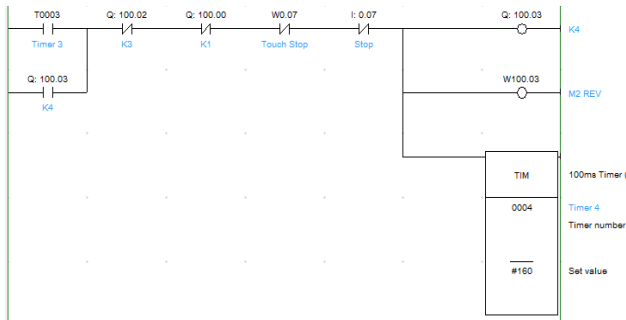 T0003 Q: 100.02 Q: 100.00 W0.07 I: 0.07 Q: 100.03
Timer 3 K3 K1 Touch Stop Stop K4
Q: 100.03 W100.03
K4 M2 REV
TIM 100ms Timer (
0004 Timer 4
Timer number
#160 Set value